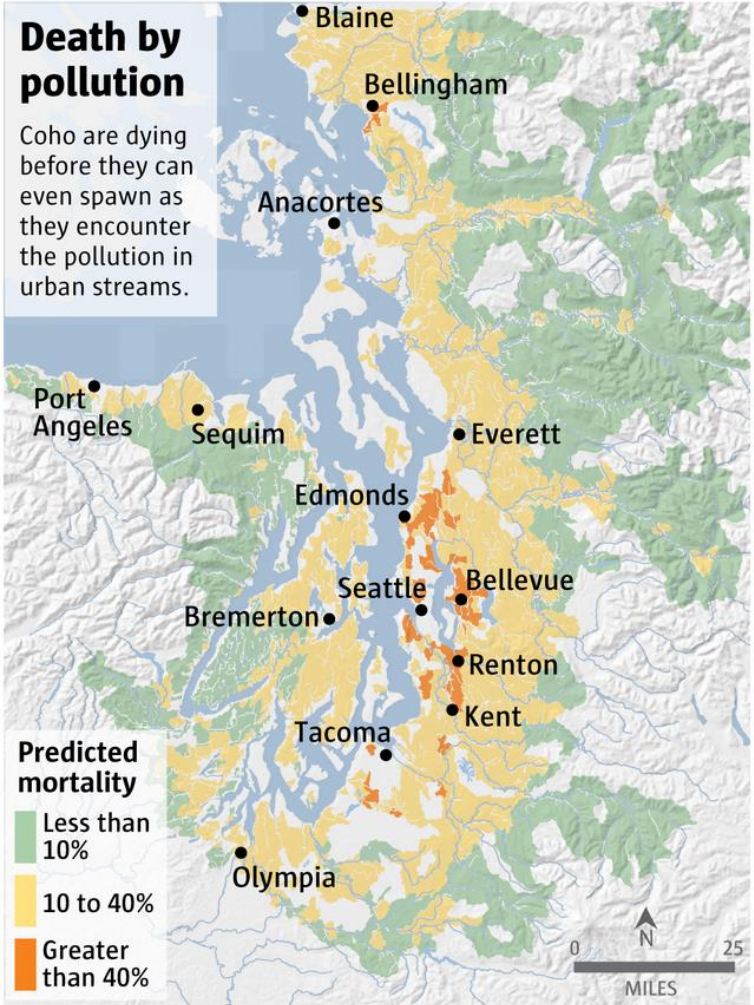 Death by
pollution
Coho are dying
before they can
even spawn as
they encounter
the pollution in
urban streams.
Blaine
Bellingham
Anacortes
Port
Angeles
Sequim
Everett
Edmonds
Seattle
Bellevue
Bremerton
Renton
Kent
Tacoma
Olympia
Predicted
mortality
Less than
10%
10 to 40%
Greater
than 40%
N
0 25
MILES